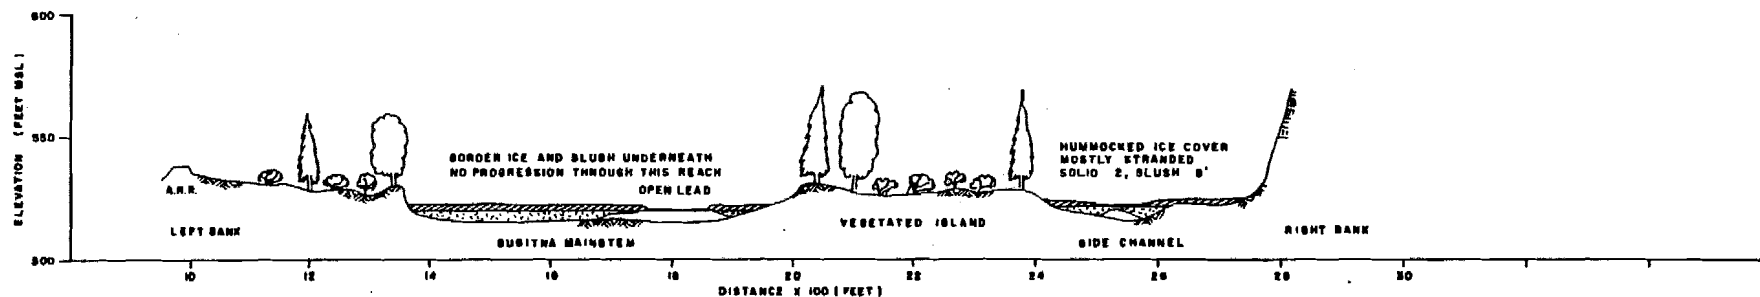 600
550
500
ELEVATION (FEET MSL)
A.R.R.
LEFT BANK
BORDER ICE AND SLUSH UNDERNEATH
NO PROGRESSION THROUGH THIS REACH
OPEN LEAD
SUSITNA MAINSTEM
VEGETATED ISLAND
HUMMOCKED ICE COVER
MOSTLY STRANDED
SOLID 2, SLUSH 8'
SIDE CHANNEL
RIGHT BANK
10 12 14 16 18 20 22 24 26 28 30
DISTANCE X 100 (FEET)